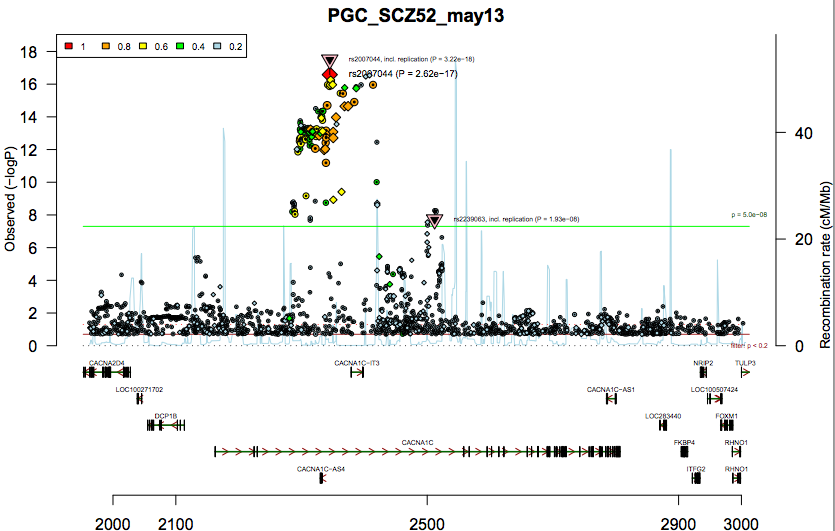 PGC_SCZ52_may13
1 0.8 0.6 0.4 0.2
18
16
14
12
10
8
6
4
2
0
Observed (−logP)
rs2007044, incl. replication (P = 3.22e−18)
rs2007044 (P = 2.62e−17)
rs2239063, incl. replication (P = 1.93e−08)
p = 5.0e−08
filter: p < 0.2
40
20
0
Recombination rate (cM/Mb)
CACNA2D4 CACNA1C−IT3 NRIP2 TULP3
LOC100271702 CACNA1C−AS1 LOC100507424
DCP1B LOC283440 FOXM1
CACNA1C FKBP4 RHNO1
CACNA1C−AS4 ITFG2 RHNO1
2000 2100 2500 2900 3000